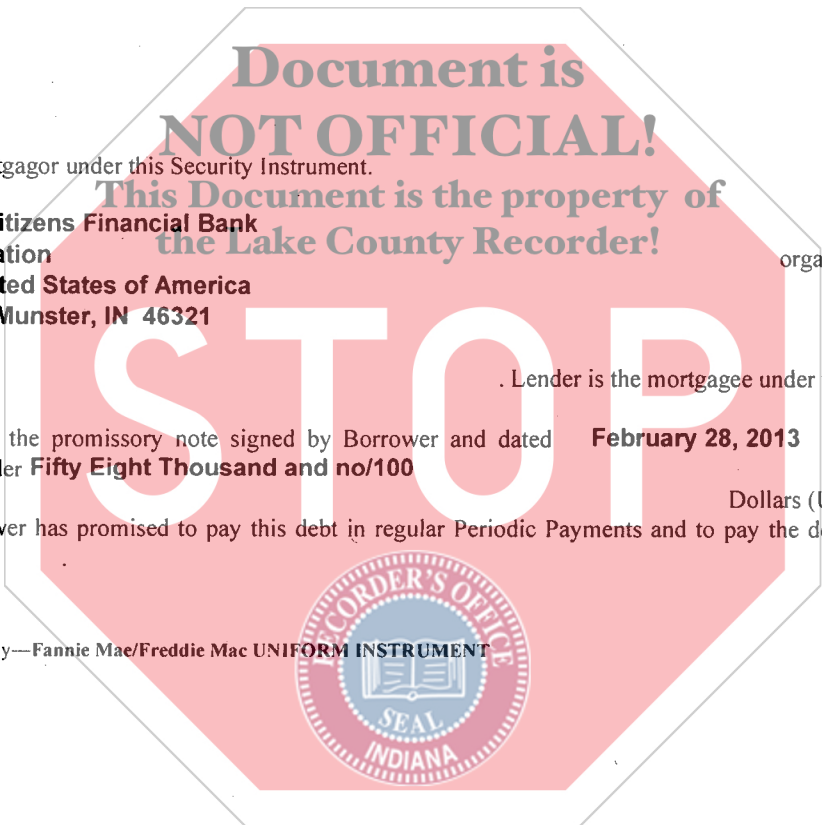 Document is
NOT OFFICIAL!
tgagor under this Security Instrument.
This Document is the property of
itizens Financial Bank
the Lake County Recorder!
ation
orga
ted States of America
Munster, IN 46321
STOP
. Lender is the mortgagee under
the promissory note signed by Borrower and dated February 28, 2013
er Fifty Eight Thousand and no/100
Dollars (U
ver has promised to pay this debt in regular Periodic Payments and to pay the d
RECORDER'S OFFICE
y—Fannie Mae/Freddie Mac UNIFORM INSTRUMENT
SEAL
INDIANA